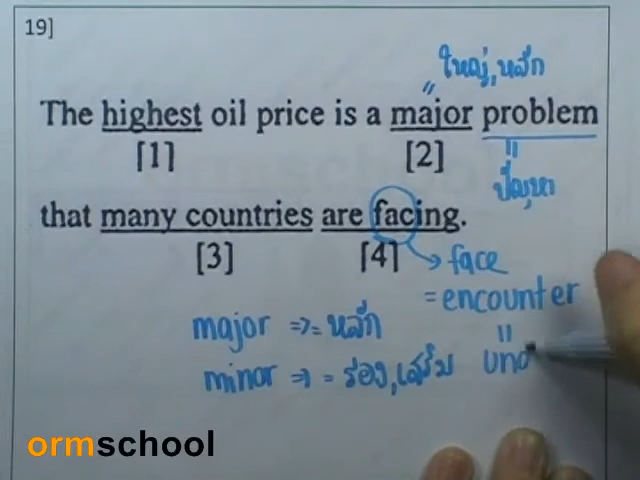 19]
ใหญ่,หลัก
The highest oil price is a major problem
[1] [2]
ปัญหา
that many countries are facing.
[3] [4]
face
= encounter
major => = หลัก
minor => = รอง,เสริม
ormschool